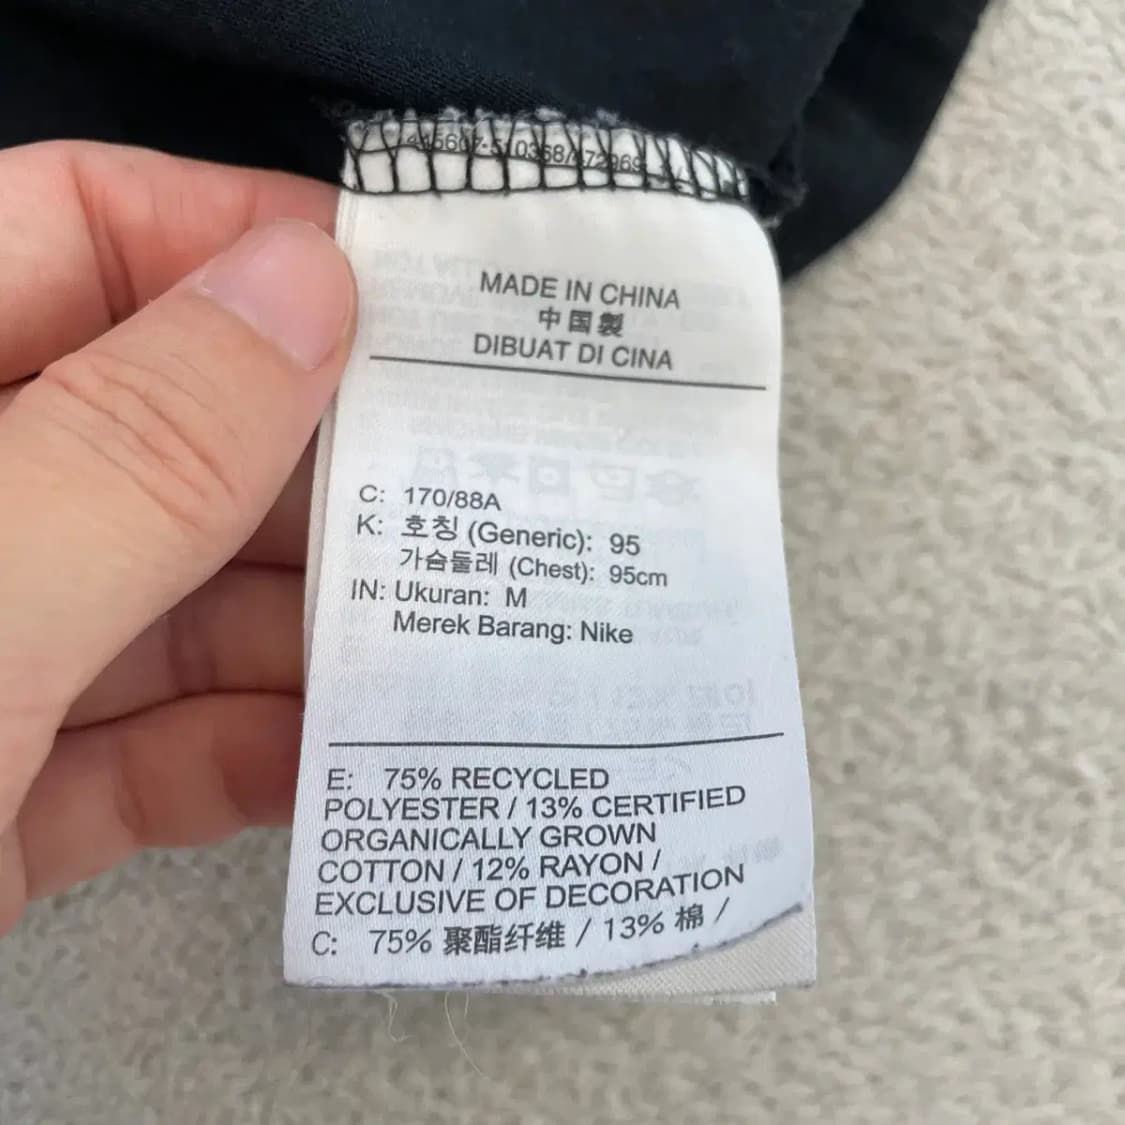 MADE IN CHINA
中国製
DIBUAT DI CINA
C: 170/88A
K: 호칭 (Generic): 95
가슴둘레 (Chest): 95cm
IN: Ukuran: M
Merek Barang: Nike
E: 75% RECYCLED
POLYESTER / 13% CERTIFIED
ORGANICALLY GROWN
COTTON / 12% RAYON /
EXCLUSIVE OF DECORATION
C: 75% 聚酯纤维 / 13% 棉 /